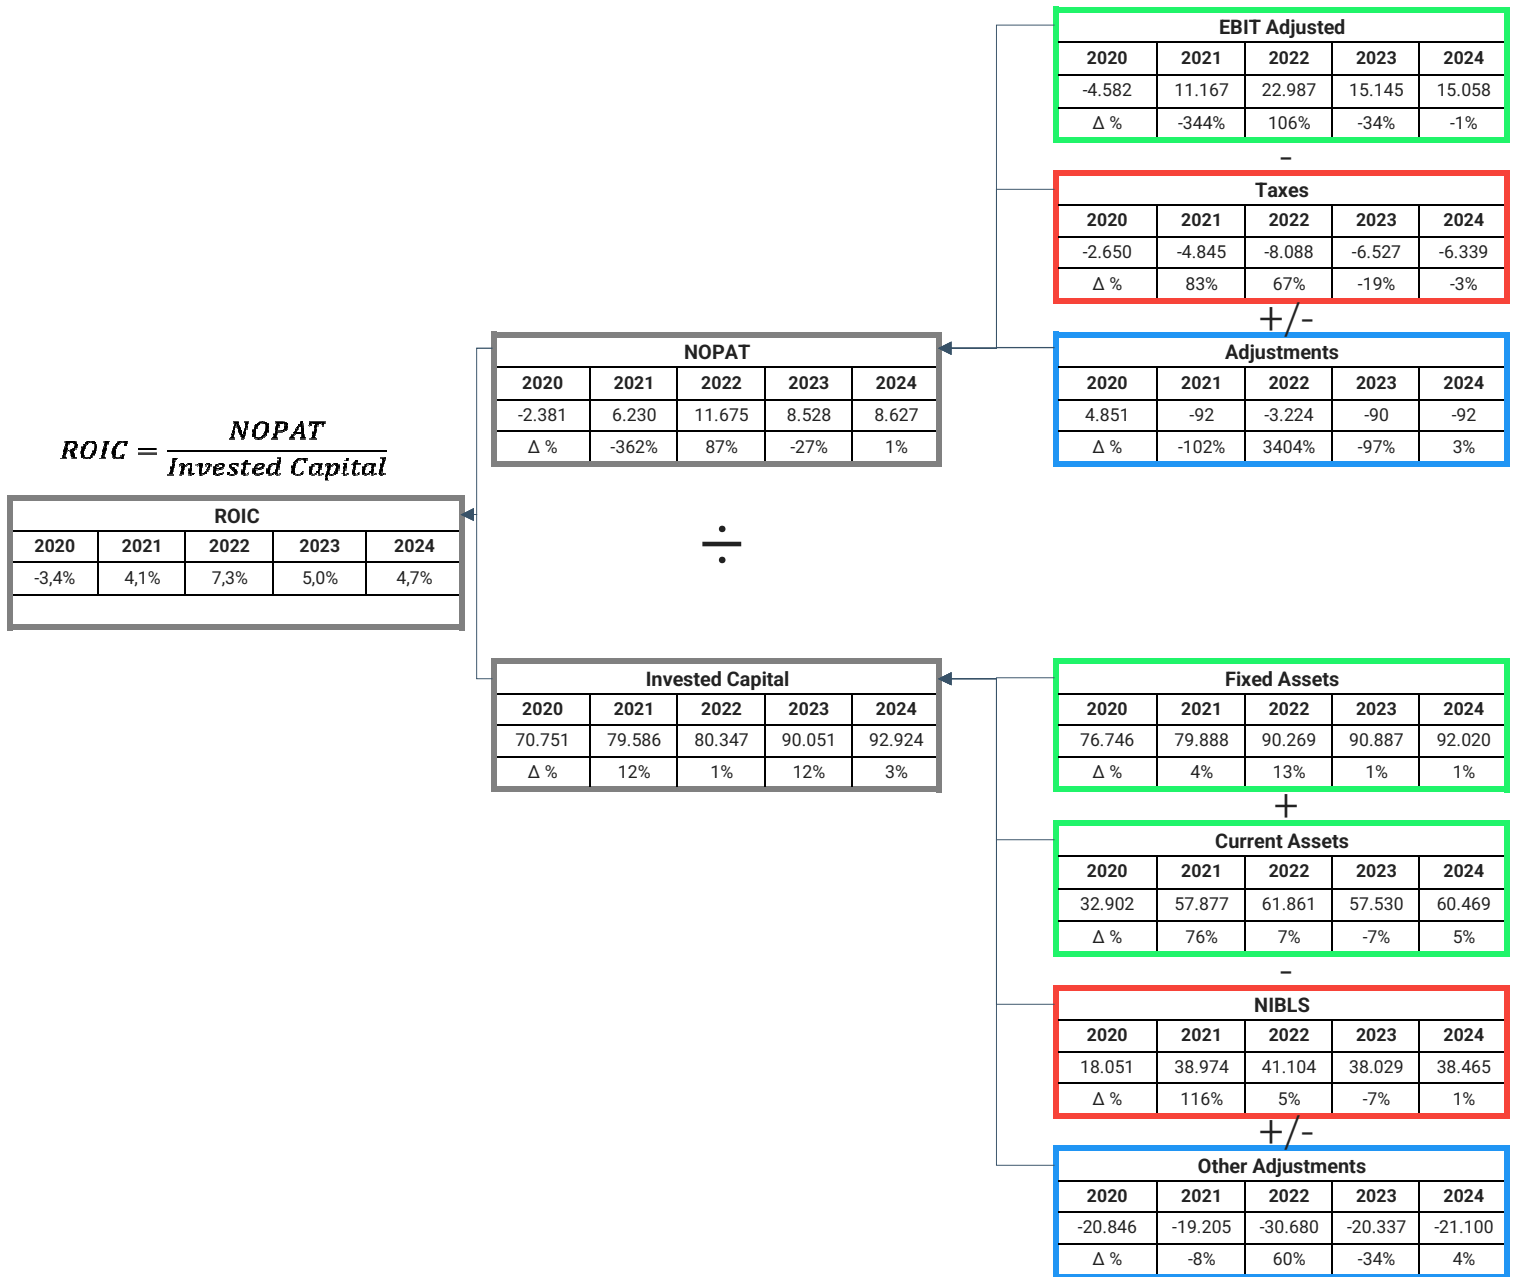 EBIT Adjusted
2020 2021 2022 2023 2024
-4.582 11.167 22.987 15.145 15.058
Δ % -344% 106% -34% -1%
-
Taxes
2020 2021 2022 2023 2024
-2.650 -4.845 -8.088 -6.527 -6.339
Δ % 83% 67% -19% -3%
+/-
NOPAT
2020 2021 2022 2023 2024
-2.381 6.230 11.675 8.528 8.627
Δ % -362% 87% -27% 1%
Adjustments
2020 2021 2022 2023 2024
4.851 -92 -3.224 -90 -92
Δ % -102% 3404% -97% 3%
ROIC = NOPAT
Invested Capital
ROIC
2020 2021 2022 2023 2024
-3,4% 4,1% 7,3% 5,0% 4,7%
÷
Invested Capital
2020 2021 2022 2023 2024
70.751 79.586 80.347 90.051 92.924
Δ % 12% 1% 12% 3%
Fixed Assets
2020 2021 2022 2023 2024
76.746 79.888 90.269 90.887 92.020
Δ % 4% 13% 1% 1%
+
Current Assets
2020 2021 2022 2023 2024
32.902 57.877 61.861 57.530 60.469
Δ % 76% 7% -7% 5%
-
NIBLS
2020 2021 2022 2023 2024
18.051 38.974 41.104 38.029 38.465
Δ % 116% 5% -7% 1%
+/-
Other Adjustments
2020 2021 2022 2023 2024
-20.846 -19.205 -30.680 -20.337 -21.100
Δ % -8% 60% -34% 4%